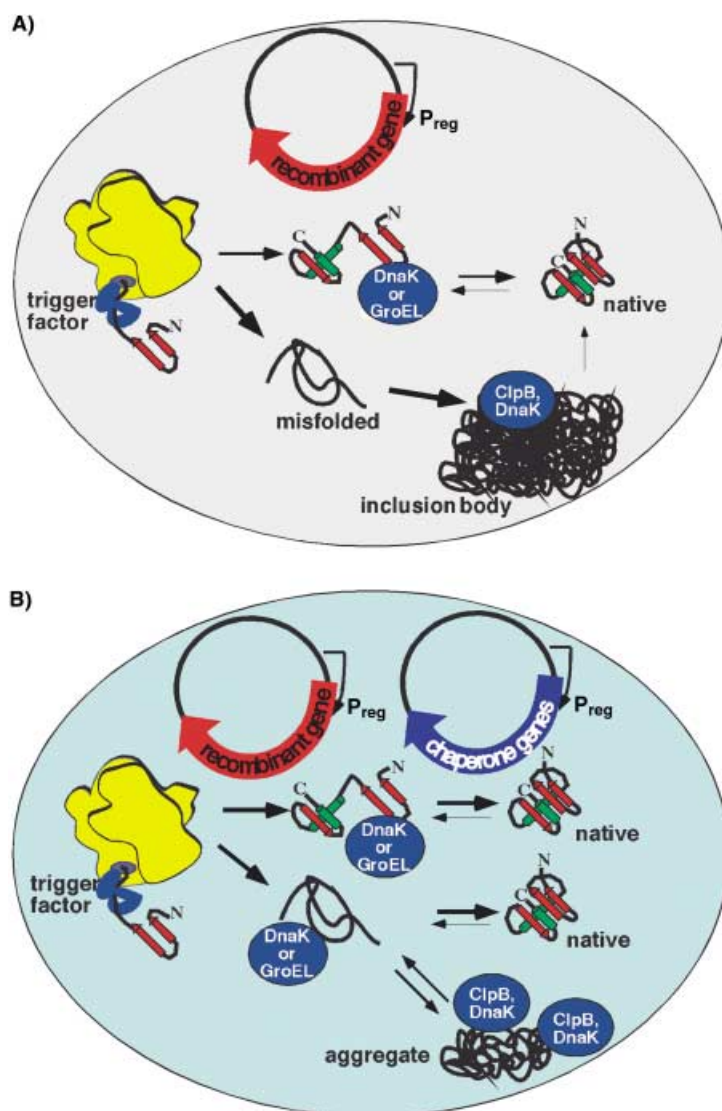 A)
P_reg
recombinant gene
N
C
DnaK
or
GroEL
N
C
native
trigger
factor
N
misfolded
ClpB,
DnaK
inclusion body
B)
P_reg
recombinant gene
P_reg
chaperone genes
N
C
DnaK
or
GroEL
N
C
native
trigger
factor
N
DnaK
or
GroEL
N
C
native
ClpB,
DnaK
ClpB,
DnaK
aggregate